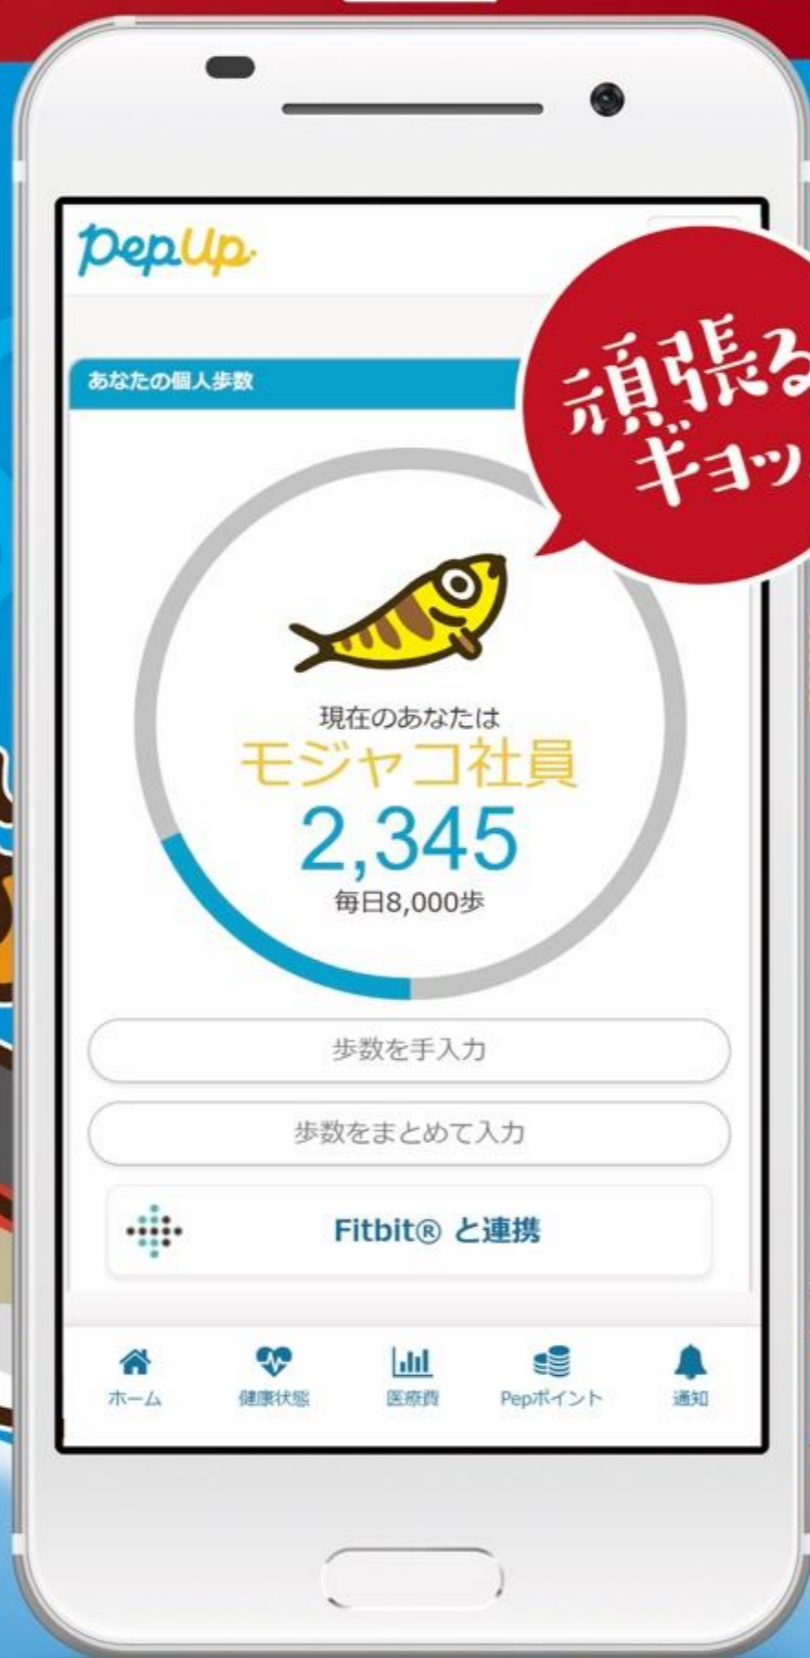 PepUp
あなたの個人歩数
頑張る
ギョッ
現在のあなたは
モジャコ社員
2,345
毎日8,000歩
歩数を手入力
歩数をまとめて入力
Fitbit® と連携
ホーム
健康状態
医療費
Pepポイント
通知